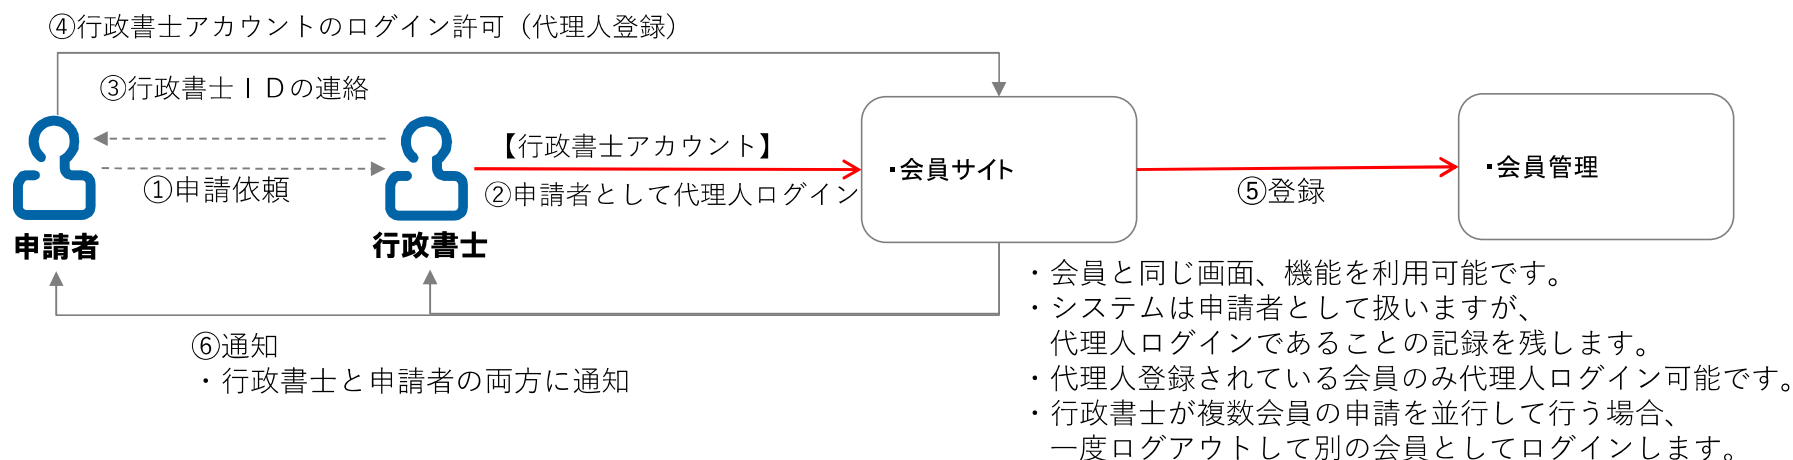 ④行政書士アカウントのログイン許可（代理人登録）
③行政書士ＩＤの連絡
【行政書士アカウント】
①申請依頼
②申請者として代理人ログイン
・会員サイト
⑤登録
・会員管理
申請者
行政書士
⑥通知
・行政書士と申請者の両方に通知
・会員と同じ画面、機能を利用可能です。
・システムは申請者として扱いますが、
代理人ログインであることの記録を残します。
・代理人登録されている会員のみ代理人ログイン可能です。
・行政書士が複数会員の申請を並行して行う場合、
一度ログアウトして別の会員としてログインします。